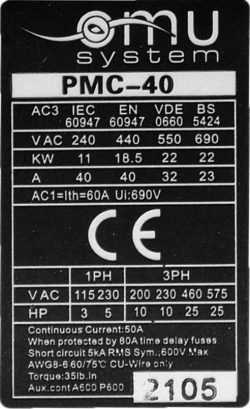 emu
system
PMC-40
AC3 IEC EN VDE BS
60947 60947 0660 5424
V AC 240 440 550 690
KW 11 18.5 22 22
A 40 40 32 23
AC1=Ith=60A Ui:690V
CE
1PH 3PH
V AC 115 230 200 230 460 575
HP 3 5 10 10 25 25
Continuous Current:50A
When protected by 80A time delay fuses
Short circuit 5kA RMS Sym.,600V Max
AWG8-6 60/75°C CU-Wire only
Torque:35lb.in
Aux.cont A600 P600
2105